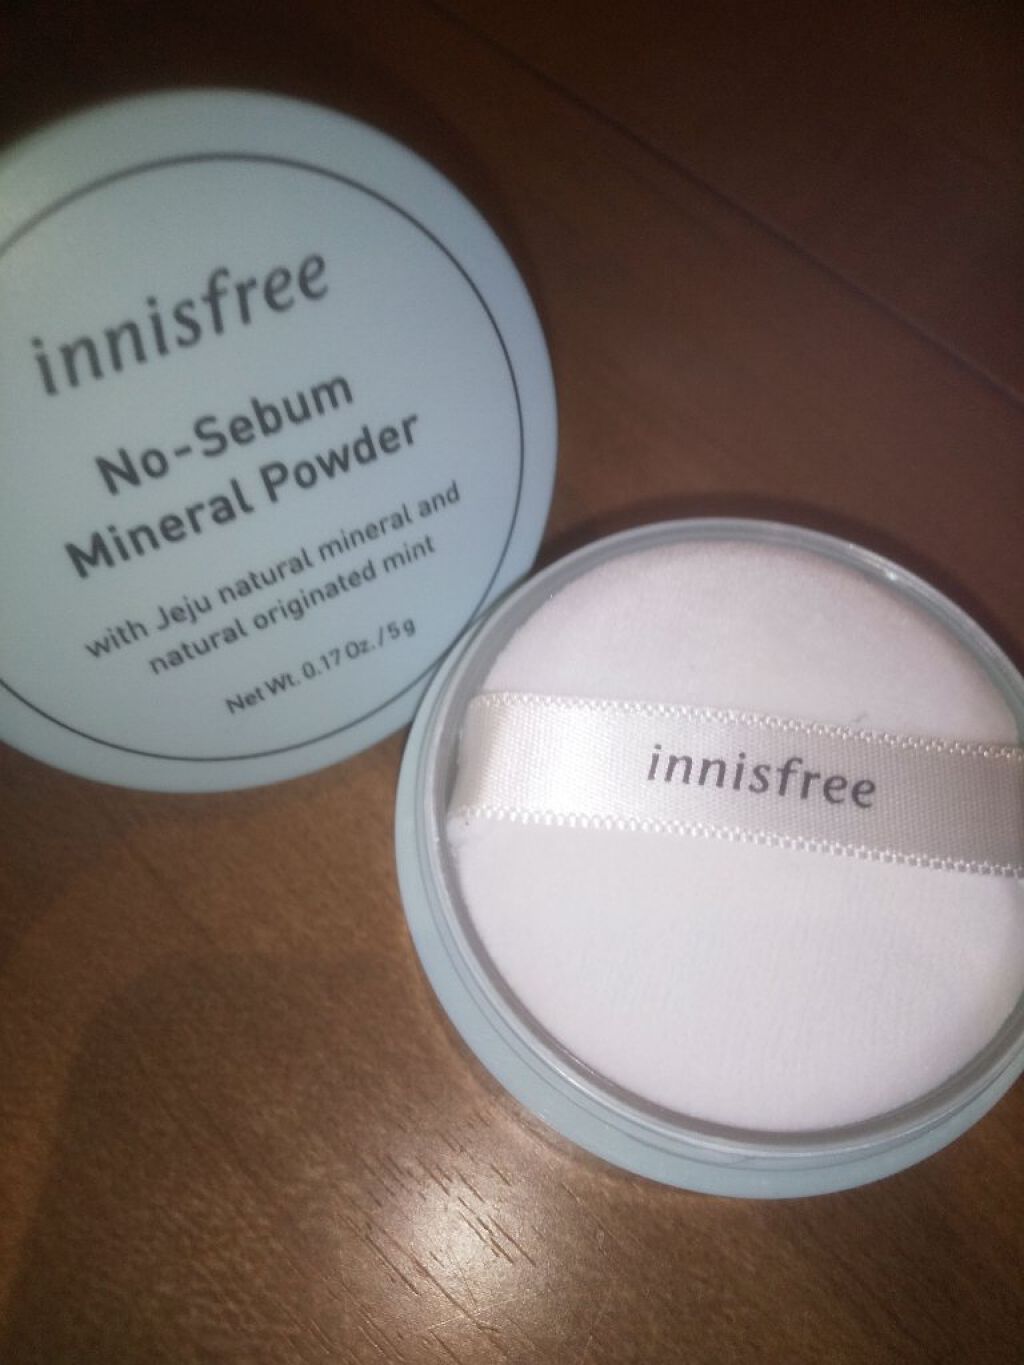 innisfree
No-Sebum
Mineral Powder
with Jeju natural mineral and
natural originated mint
Net Wt. 0.17 Oz. / 5 g
innisfree